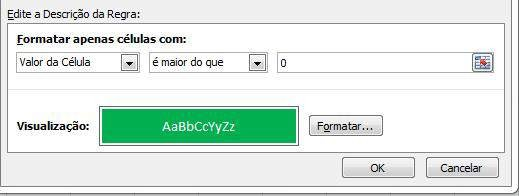 Edite a Descrição da Regra:
Formatar apenas células com:
Valor da Célula é maior do que 0
Visualização: AaBbCcYyZz Formatar...
OK Cancelar